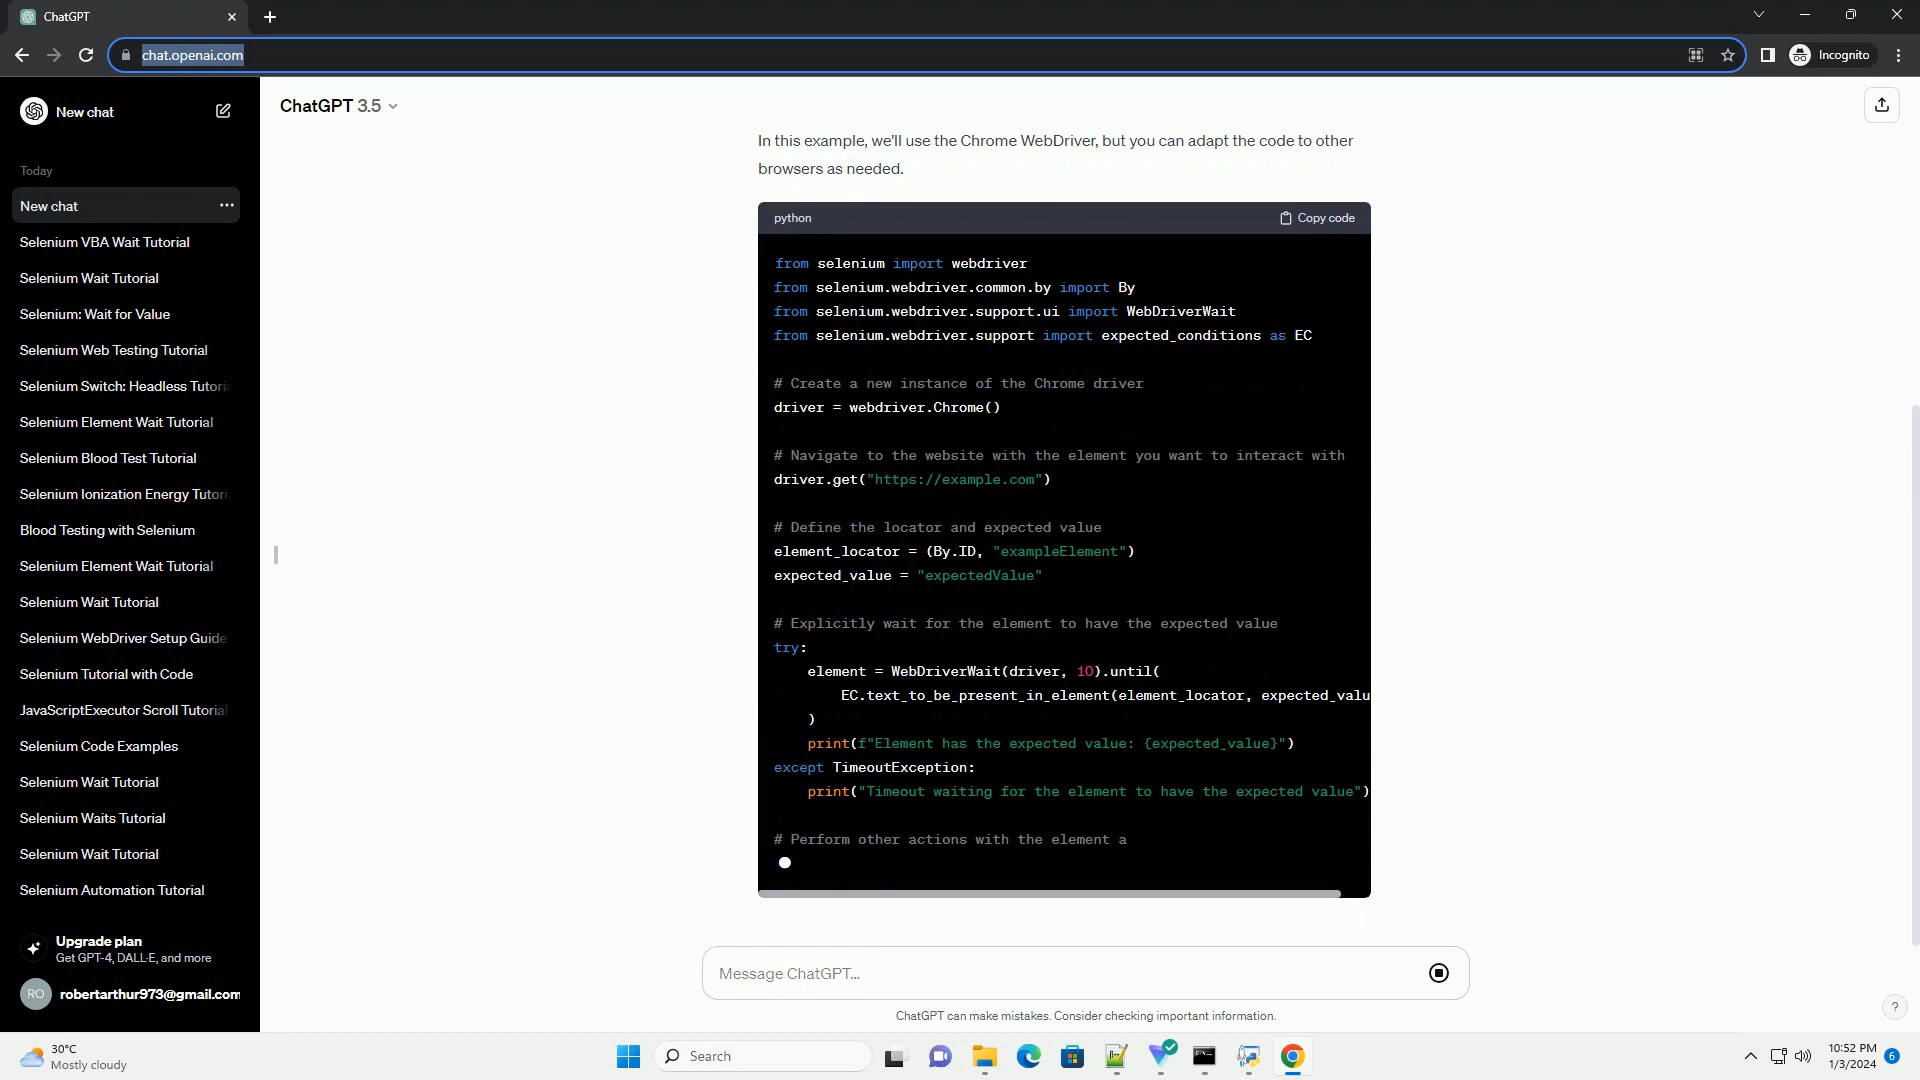 ChatGPT
chat.openai.com
Incognito
New chat
ChatGPT 3.5
Today
New chat
Selenium VBA Wait Tutorial
Selenium Wait Tutorial
Selenium: Wait for Value
Selenium Web Testing Tutorial
Selenium Switch: Headless Tutori
Selenium Element Wait Tutorial
Selenium Blood Test Tutorial
Selenium Ionization Energy Tutori
Blood Testing with Selenium
Selenium Element Wait Tutorial
Selenium Wait Tutorial
Selenium WebDriver Setup Guide
Selenium Tutorial with Code
JavaScriptExecutor Scroll Tutorial
Selenium Code Examples
Selenium Wait Tutorial
Selenium Waits Tutorial
Selenium Wait Tutorial
Selenium Automation Tutorial
Upgrade plan
Get GPT-4, DALL·E, and more
RO robertarthur973@gmail.com
In this example, we'll use the Chrome WebDriver, but you can adapt the code to other
browsers as needed.
python Copy code
from selenium import webdriver
from selenium.webdriver.common.by import By
from selenium.webdriver.support.ui import WebDriverWait
from selenium.webdriver.support import expected_conditions as EC
# Create a new instance of the Chrome driver
driver = webdriver.Chrome()
# Navigate to the website with the element you want to interact with
driver.get("https://example.com")
# Define the locator and expected value
element_locator = (By.ID, "exampleElement")
expected_value = "expectedValue"
# Explicitly wait for the element to have the expected value
try:
element = WebDriverWait(driver, 10).until(
EC.text_to_be_present_in_element(element_locator, expected_valu
)
print(f"Element has the expected value: {expected_value}")
except TimeoutException:
print("Timeout waiting for the element to have the expected value")
# Perform other actions with the element a
Message ChatGPT...
ChatGPT can make mistakes. Consider checking important information.
?
30°C
Mostly cloudy
Search
10:52 PM
1/3/2024
6